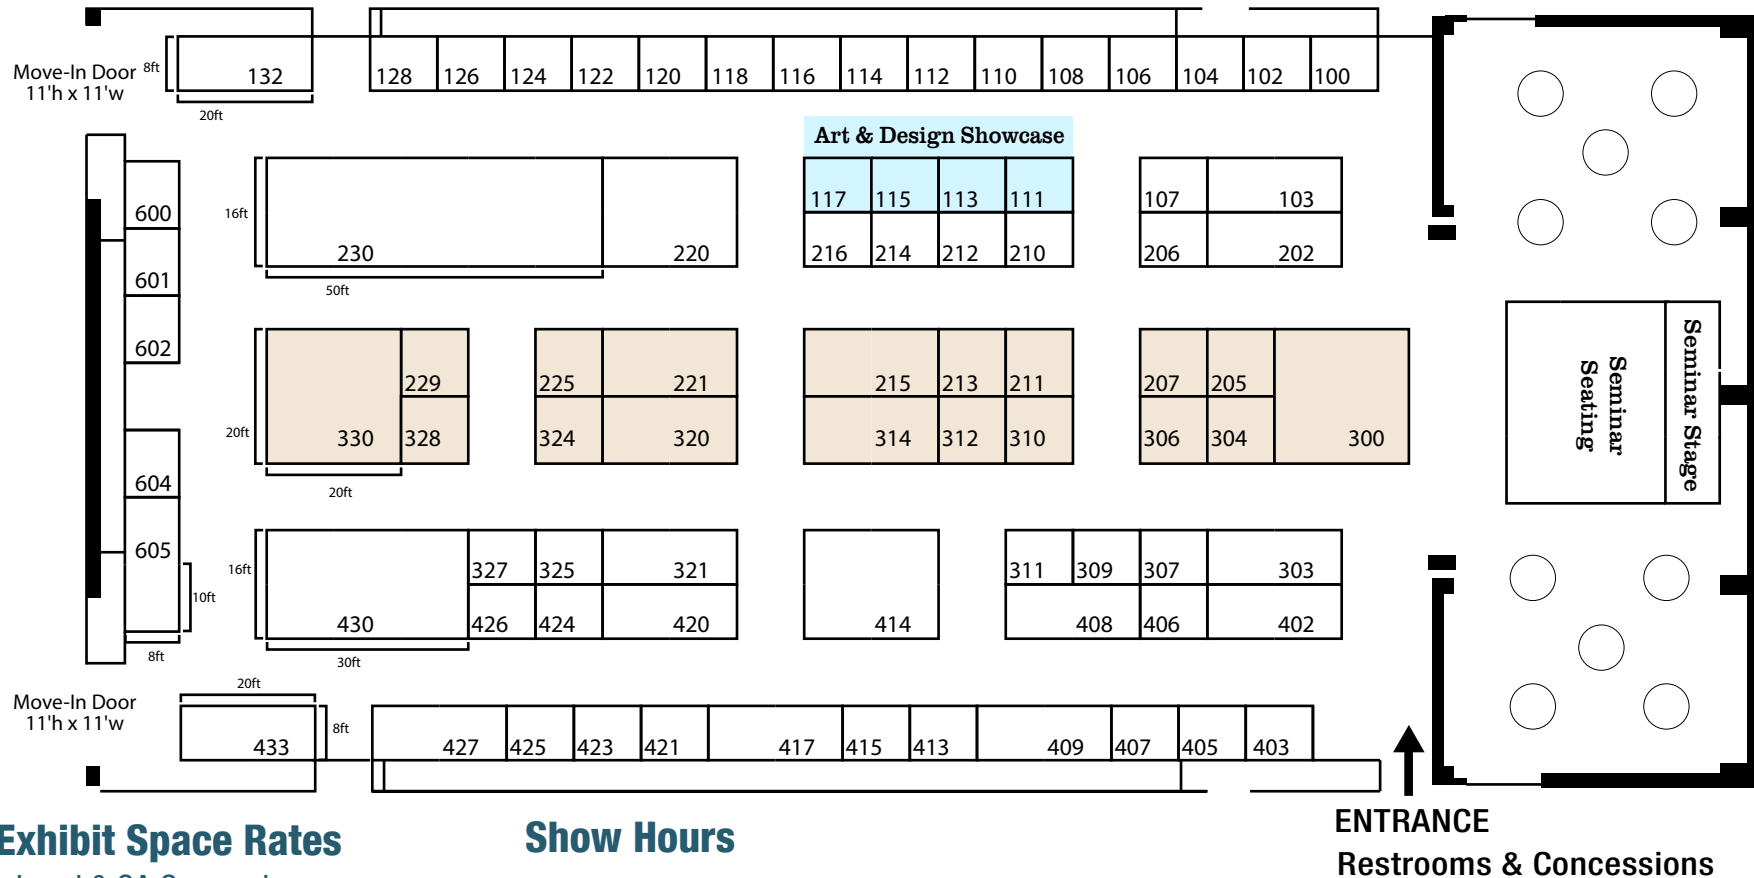 Move-In Door
11'h x 11'w
8ft
20ft
132
128 126 124 122 120 118 116 114 112 110 108 106 104 102 100
Art & Design Showcase
600
601
602
604
605
10ft
8ft
16ft
230 220
50ft
117 115 113 111
216 214 212 210
107 103
206 202
20ft
330
229
328
20ft
225 221
324 320
215 213 211
314 312 310
207 205
306 304 300
Seminar
Seating
Seminar Stage
16ft
430
30ft
327 325 321
426 424 420
414
311 309 307 303
408 406 402
Move-In Door
11'h x 11'w
20ft
433
8ft
427 425 423 421 417 415 413 409 407 405 403
ENTRANCE
Restrooms & Concessions
Exhibit Space Rates
Show Hours